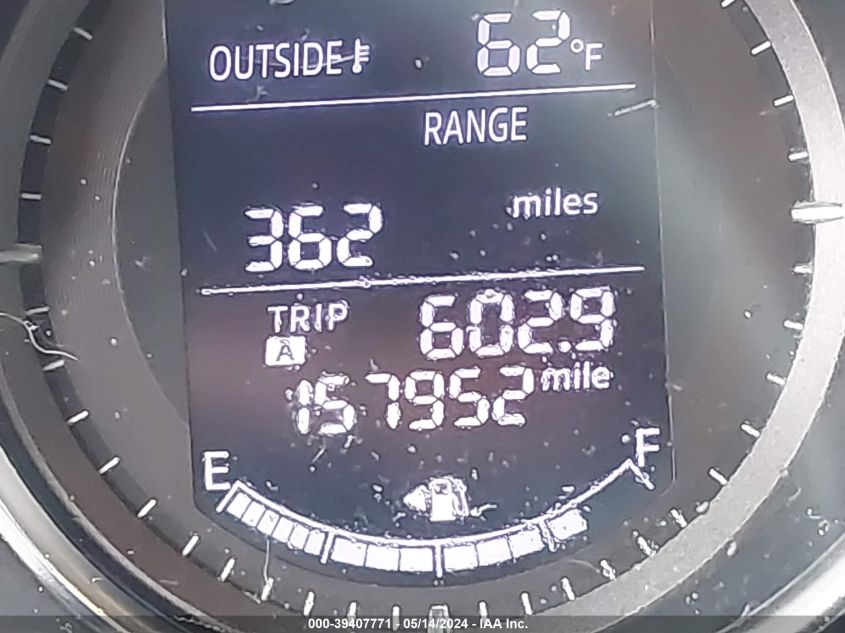 OUTSIDE 62°F
RANGE
362 miles
TRIP A 602.9
157952 mile
E F
000-39407771 - 05/14/2024 - IAA Inc.